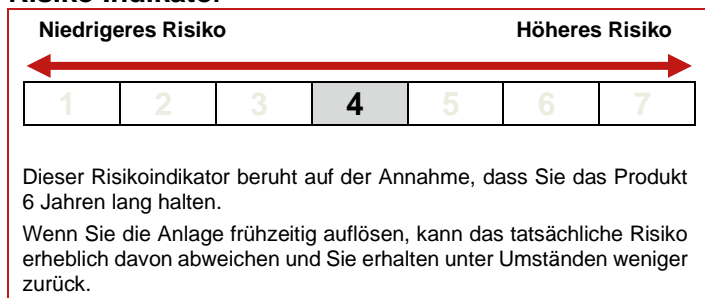 Risiko-Indikator
Niedrigeres Risiko Höheres Risiko
1 2 3 4 5 6 7
Dieser Risikoindikator beruht auf der Annahme, dass Sie das Produkt
6 Jahren lang halten.
Wenn Sie die Anlage frühzeitig auflösen, kann das tatsächliche Risiko
erheblich davon abweichen und Sie erhalten unter Umständen weniger
zurück.